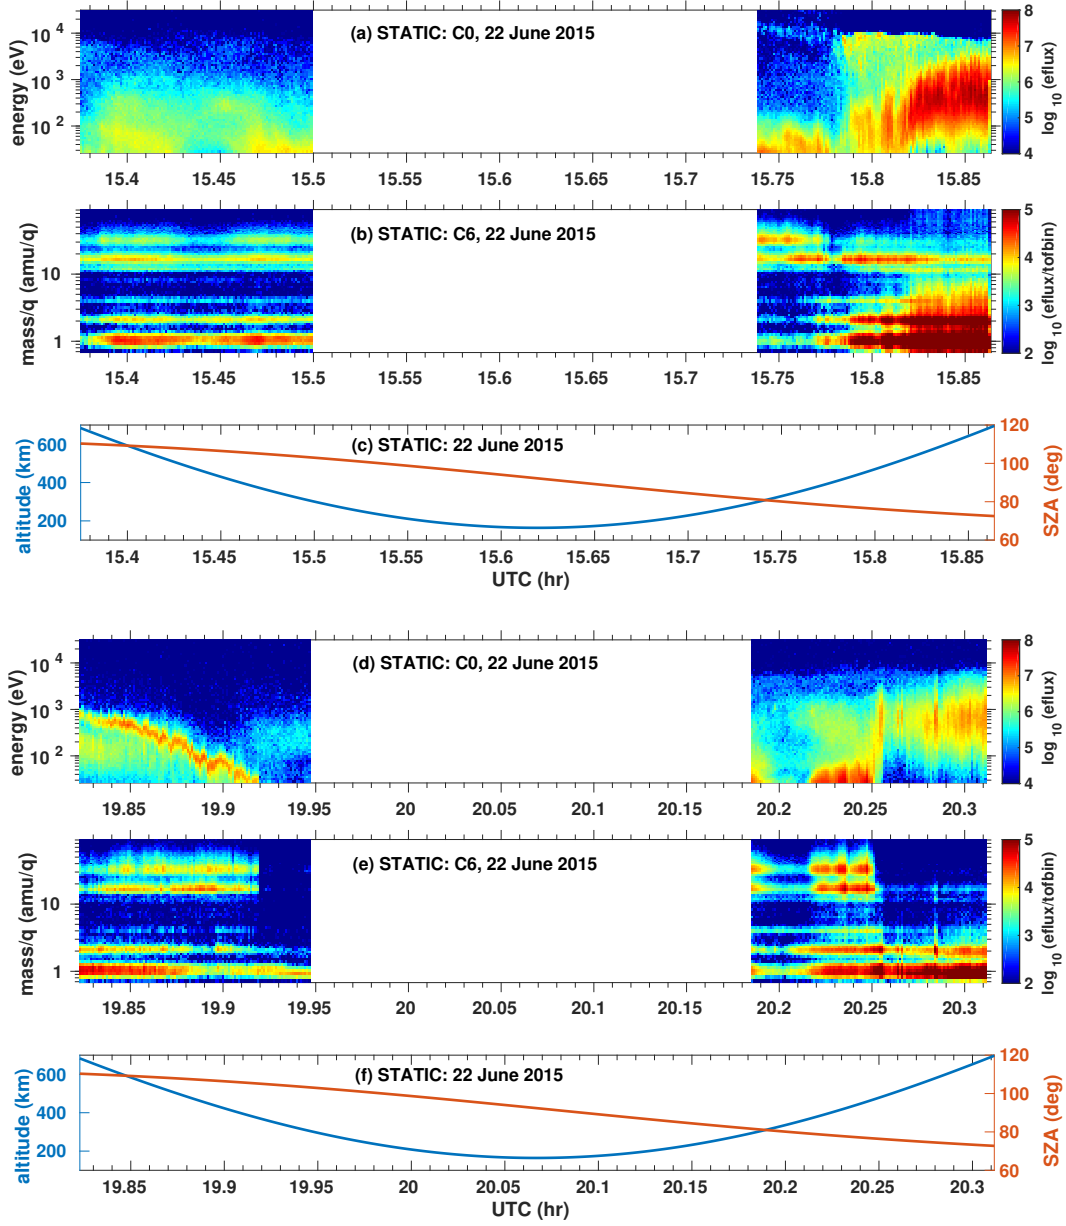 (a) STATIC: C0, 22 June 2015
energy (eV)
10 4
10 3
10 2
15.4 15.45 15.5 15.55 15.6 15.65 15.7 15.75 15.8 15.85
8
7
6
5
4
log 10 (eflux)
(b) STATIC: C6, 22 June 2015
mass/q (amu/q)
10
1
15.4 15.45 15.5 15.55 15.6 15.65 15.7 15.75 15.8 15.85
5
4
3
2
log 10 (eflux/tofbin)
(c) STATIC: 22 June 2015
altitude (km)
600
400
200
120
100
80
60
SZA (deg)
15.4 15.45 15.5 15.55 15.6 15.65 15.7 15.75 15.8 15.85
UTC (hr)
(d) STATIC: C0, 22 June 2015
energy (eV)
10 4
10 3
10 2
19.85 19.9 19.95 20 20.05 20.1 20.15 20.2 20.25 20.3
8
7
6
5
4
log 10 (eflux)
(e) STATIC: C6, 22 June 2015
mass/q (amu/q)
10
1
19.85 19.9 19.95 20 20.05 20.1 20.15 20.2 20.25 20.3
5
4
3
2
log 10 (eflux/tofbin)
(f) STATIC: 22 June 2015
altitude (km)
600
400
200
120
100
80
60
SZA (deg)
19.85 19.9 19.95 20 20.05 20.1 20.15 20.2 20.25 20.3
UTC (hr)